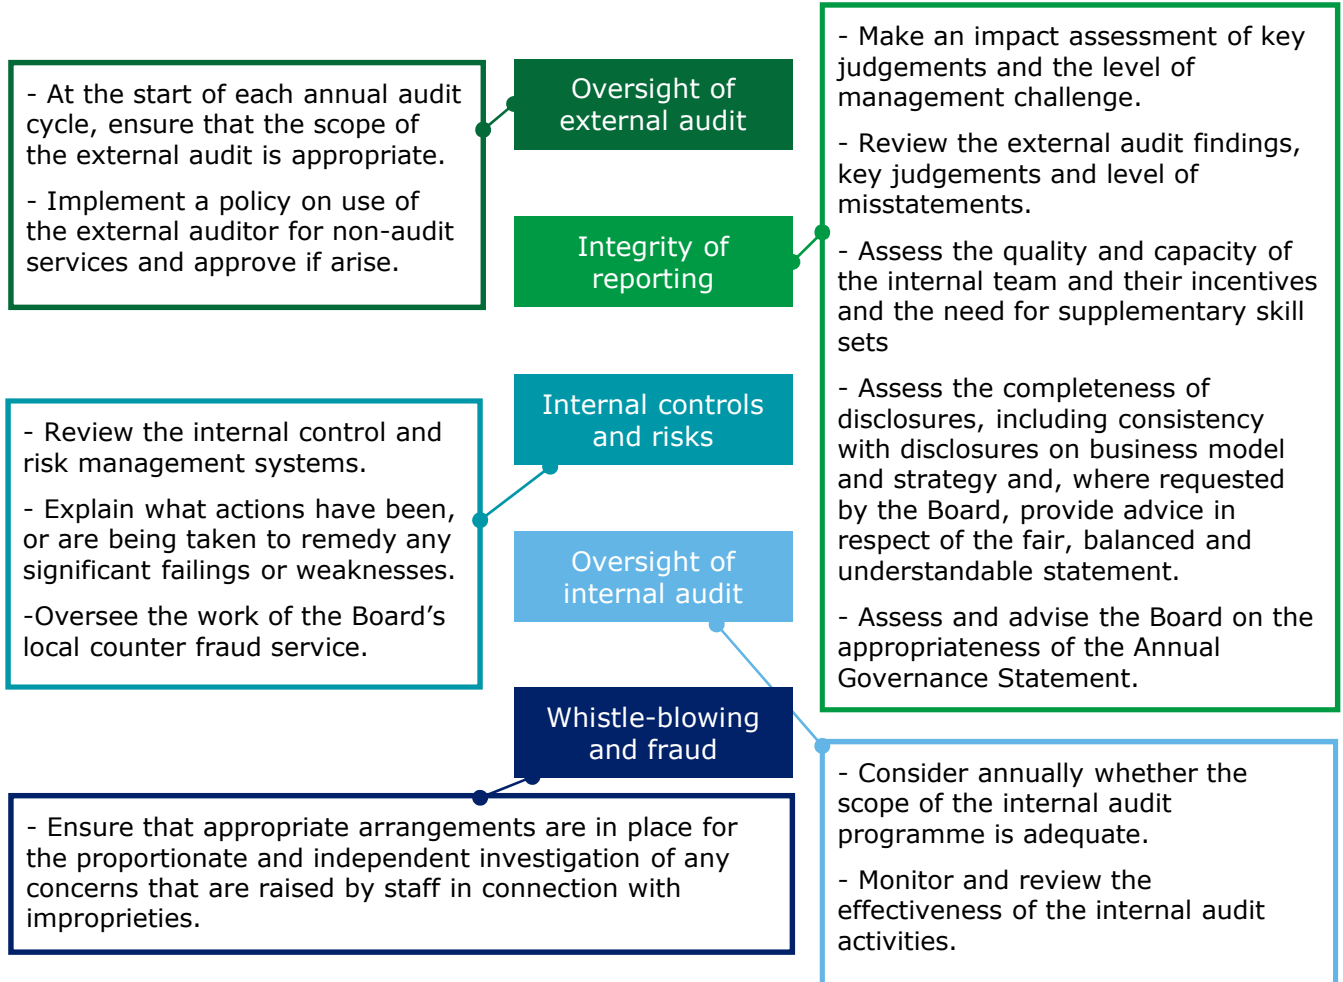 Oversight of
external audit
- At the start of each annual audit
cycle, ensure that the scope of
the external audit is appropriate.
- Implement a policy on use of
the external auditor for non-audit
services and approve if arise.
Integrity of
reporting
- Make an impact assessment of key
judgements and the level of
management challenge.
- Review the external audit findings,
key judgements and level of
misstatements.
- Assess the quality and capacity of
the internal team and their incentives
and the need for supplementary skill
sets
- Assess the completeness of
disclosures, including consistency
with disclosures on business model
and strategy and, where requested
by the Board, provide advice in
respect of the fair, balanced and
understandable statement.
- Assess and advise the Board on the
appropriateness of the Annual
Governance Statement.
Internal controls
and risks
- Review the internal control and
risk management systems.
- Explain what actions have been,
or are being taken to remedy any
significant failings or weaknesses.
-Oversee the work of the Board’s
local counter fraud service.
Oversight of
internal audit
- Consider annually whether the
scope of the internal audit
programme is adequate.
- Monitor and review the
effectiveness of the internal audit
activities.
Whistle-blowing
and fraud
- Ensure that appropriate arrangements are in place for
the proportionate and independent investigation of any
concerns that are raised by staff in connection with
improprieties.